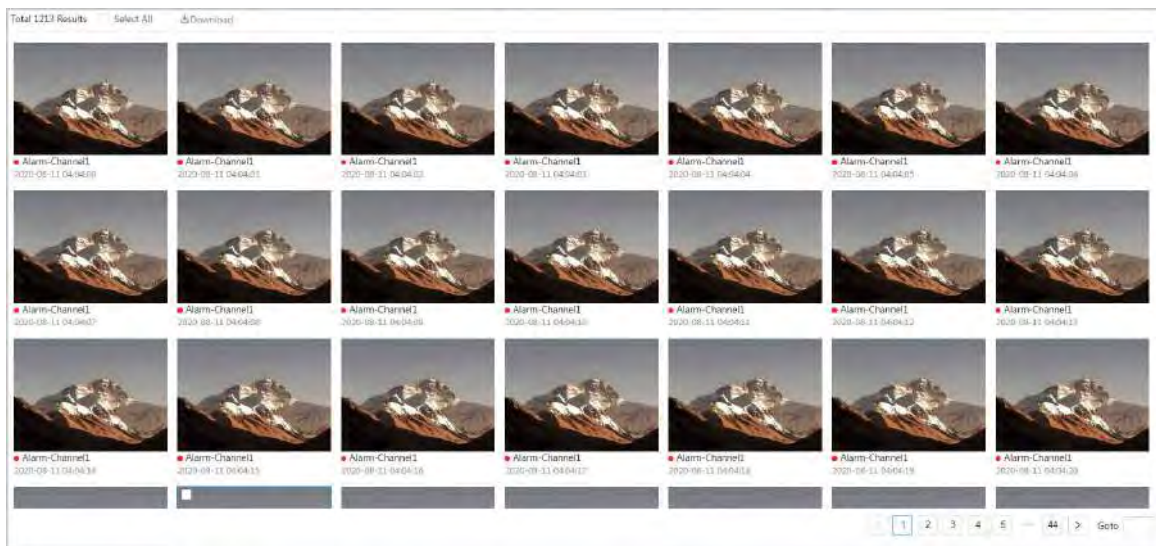 Total 1213 Results Select All Download
Alarm-Channel1 Alarm-Channel1 Alarm-Channel1 Alarm-Channel1 Alarm-Channel1 Alarm-Channel1 Alarm-Channel1
2020-08-11 04:04:00 2020-08-11 04:04:01 2020-08-11 04:04:02 2020-08-11 04:04:03 2020-08-11 04:04:04 2020-08-11 04:04:05 2020-08-11 04:04:06
Alarm-Channel1 Alarm-Channel1 Alarm-Channel1 Alarm-Channel1 Alarm-Channel1 Alarm-Channel1 Alarm-Channel1
2020-08-11 04:04:07 2020-08-11 04:04:08 2020-08-11 04:04:09 2020-08-11 04:04:10 2020-08-11 04:04:11 2020-08-11 04:04:12 2020-08-11 04:04:13
Alarm-Channel1 Alarm-Channel1 Alarm-Channel1 Alarm-Channel1 Alarm-Channel1 Alarm-Channel1 Alarm-Channel1
2020-08-11 04:04:14 2020-08-11 04:04:15 2020-08-11 04:04:16 2020-08-11 04:04:17 2020-08-11 04:04:18 2020-08-11 04:04:19 2020-08-11 04:04:20
1 2 3 4 5 ··· 44 > Goto